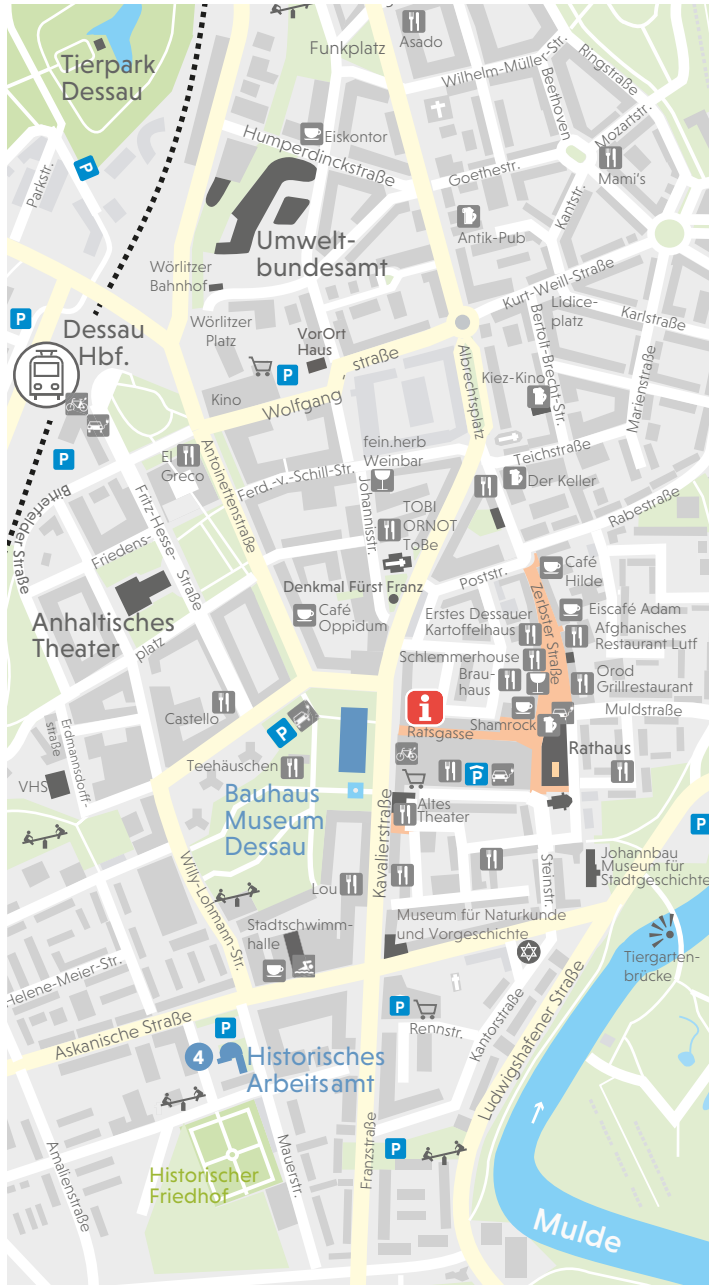 Tierpark
Dessau
Funkplatz
Asado
Wilhelm-Müller-Str.
Ringstraße
Beethoven
Mozartstr.
P
Parkstr.
Eiskontor
Humperdinckstraße
Goethestr.
Mami's
Kantstr.
Antik-Pub
Umwelt-
bundesamt
Wörlitzer
Bahnhof
Kurt-Weill-Straße
Lidice-
platz
Karlstraße
P
Dessau
Hbf.
Wörlitzer
Platz
VorOrt
Haus
P
Kino
Wolfgang - straße
Albrechtsplatz
Kiez-Kino
Bertolt-Brecht-Str.
Marienstraße
P
El
Greco
Antoinettenstraße
fein.herb
Weinbar
Ferd.-v.-Schill-Str.
Johannisstr.
Teichstraße
Der Keller
Rabestraße
Bitterfelder Straße
Fritz-Hesse- Straße
Friedens-
platz
TOBI
ORNOT
ToBe
Poststr.
Café
Hilde
Denkmal Fürst Franz
Anhaltisches
Theater
Café
Oppidum
Erstes Dessauer
Kartoffelhaus
Zerbster Straße
Eiscafé Adam
Afghanisches
Restaurant Lutf
Schlemmerhouse
Brau-
haus
Orod
Grillrestaurant
Castello
P
i
Ratsgasse
Shamrock
Muldstraße
Rathaus
Erdmannsdorff-
straße
VHS
Teehäuschen
P
Bauhaus
Museum
Dessau
Kavalierstraße
Altes
Theater
P
Steinstr.
Johannbau
Museum für
Stadtgeschichte
Willy-Lohmann-Str.
Lou
Stadtschwimm-
halle
Museum für Naturkunde
und Vorgeschichte
Tiergarten-
brücke
Helene-Meier-Str.
Askanische Straße
P
P
Rennstr.
Kantorstraße
Ludwigshafener Straße
4
Historisches
Arbeitsamt
Amalienstraße
Historischer
Friedhof
Mauerstr.
Franzstraße
P
Mulde